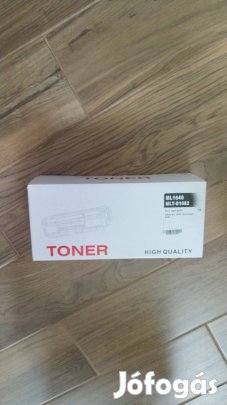 ML1640
MLT-D1082
TONER
HIGH QUALITY
Jófogás